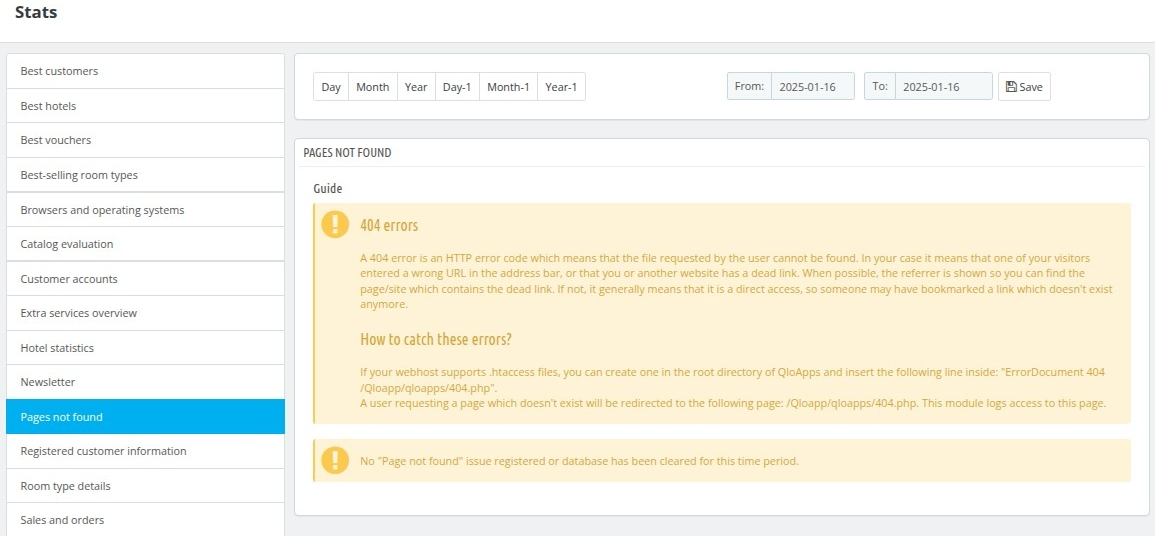 Stats
Best customers
Best hotels
Best vouchers
Best-selling room types
Browsers and operating systems
Catalog evaluation
Customer accounts
Extra services overview
Hotel statistics
Newsletter
Pages not found
Registered customer information
Room type details
Sales and orders
Day Month Year Day-1 Month-1 Year-1 From: 2025-01-16 To: 2025-01-16 Save
PAGES NOT FOUND
Guide
404 errors
A 404 error is an HTTP error code which means that the file requested by the user cannot be found. In your case it means that one of your visitors
entered a wrong URL in the address bar, or that you or another website has a dead link. When possible, the referrer is shown so you can find the
page/site which contains the dead link. If not, it generally means that it is a direct access, so someone may have bookmarked a link which doesn't exist
anymore.
How to catch these errors?
If your webhost supports .htaccess files, you can create one in the root directory of QloApps and insert the following line inside: "ErrorDocument 404
/Qloapp/qloapps/404.php".
A user requesting a page which doesn't exist will be redirected to the following page: /Qloapp/qloapps/404.php. This module logs access to this page.
No "Page not found" issue registered or database has been cleared for this time period.